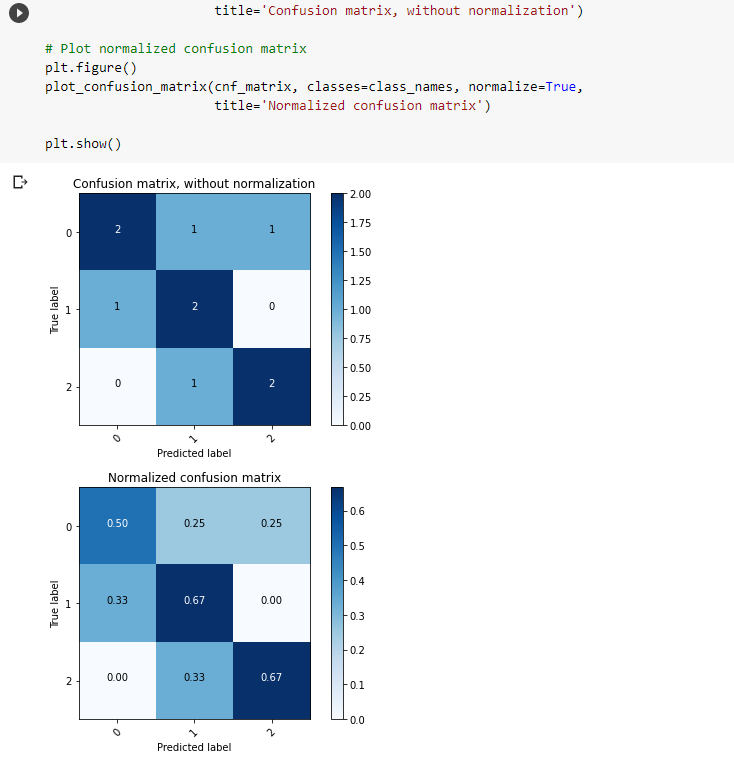 title='Confusion matrix, without normalization')
# Plot normalized confusion matrix
plt.figure()
plot_confusion_matrix(cnf_matrix, classes=class_names, normalize=True,
title='Normalized confusion matrix')
plt.show()
Confusion matrix, without normalization
2.00
1.75
1.50
1.25
1.00
0.75
0.50
0.25
0.00
True label
0 2 1 1
1 1 2 0
2 0 1 2
0 1 2
Predicted label
Normalized confusion matrix
0.6
0.5
0.4
0.3
0.2
0.1
0.0
True label
0 0.50 0.25 0.25
1 0.33 0.67 0.00
2 0.00 0.33 0.67
0 1 2
Predicted label